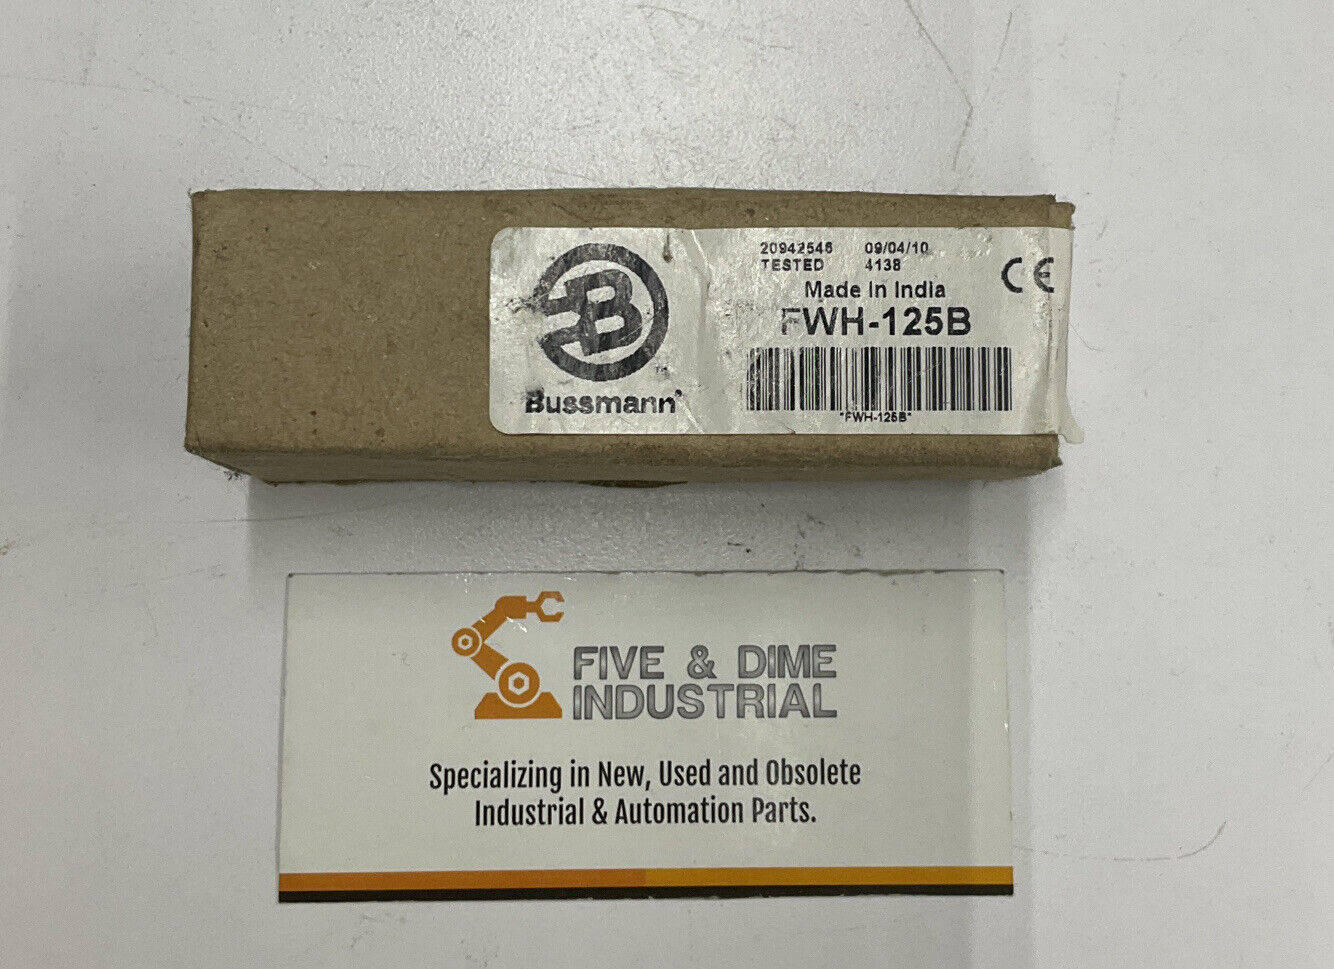 20942546 09/04/10
TESTED 4138
Made In India
CE
FWH-125B
"FWH-125B"
B
Bussmann
FIVE & DIME
INDUSTRIAL
Specializing in New, Used and Obsolete
Industrial & Automation Parts.